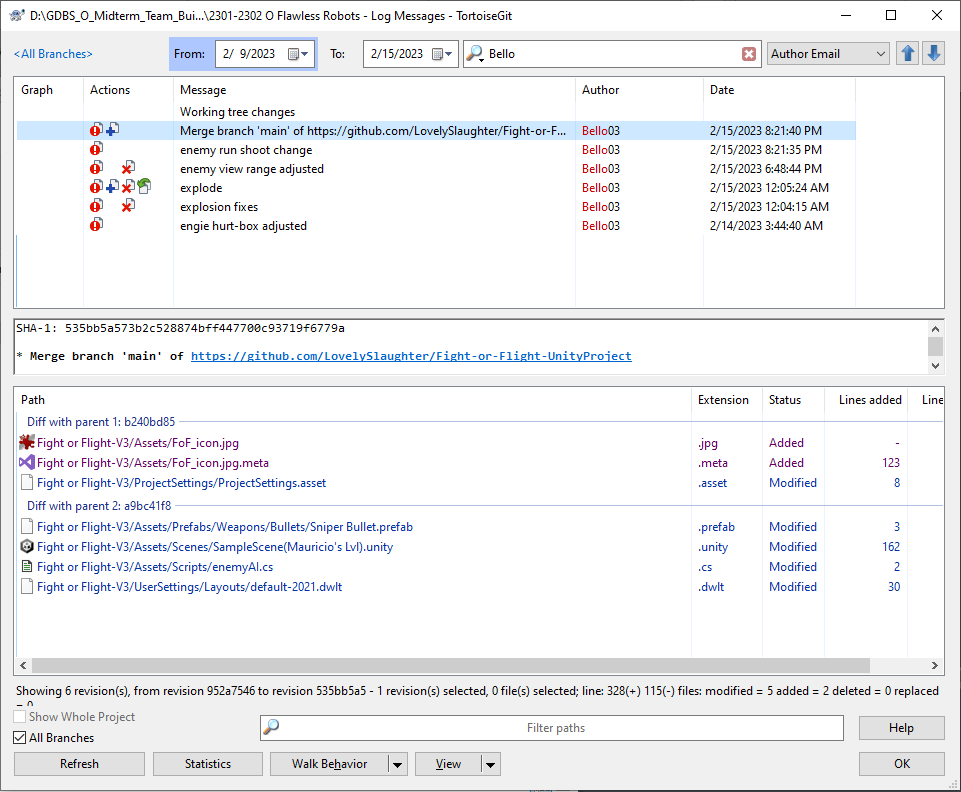 D:\GDBS_O_Midterm_Team_Bui...\2301-2302 O Flawless Robots - Log Messages - TortoiseGit
<All Branches> From: 2/ 9/2023 To: 2/15/2023 Bello Author Email
Graph Actions Message Author Date
Working tree changes
Merge branch 'main' of https://github.com/LovelySlaughter/Fight-or-F... Bello03 2/15/2023 8:21:40 PM
enemy run shoot change Bello03 2/15/2023 8:21:35 PM
enemy view range adjusted Bello03 2/15/2023 6:48:44 PM
explode Bello03 2/15/2023 12:05:24 AM
explosion fixes Bello03 2/15/2023 12:04:15 AM
engie hurt-box adjusted Bello03 2/14/2023 3:44:40 AM
SHA-1: 535bb5a573b2c528874bff447700c93719f6779a
* Merge branch 'main' of https://github.com/LovelySlaughter/Fight-or-Flight-UnityProject
Path Extension Status Lines added Line
Diff with parent 1: b240bd85
Fight or Flight-V3/Assets/FoF_icon.jpg .jpg Added -
Fight or Flight-V3/Assets/FoF_icon.jpg.meta .meta Added 123
Fight or Flight-V3/ProjectSettings/ProjectSettings.asset .asset Modified 8
Diff with parent 2: a9bc41f8
Fight or Flight-V3/Assets/Prefabs/Weapons/Bullets/Sniper Bullet.prefab .prefab Modified 3
Fight or Flight-V3/Assets/Scenes/SampleScene(Mauricio's Lvl).unity .unity Modified 162
Fight or Flight-V3/Assets/Scripts/enemyAI.cs .cs Modified 2
Fight or Flight-V3/UserSettings/Layouts/default-2021.dwlt .dwlt Modified 30
Showing 6 revision(s), from revision 952a7546 to revision 535bb5a5 - 1 revision(s) selected, 0 file(s) selected; line: 328(+) 115(-) files: modified = 5 added = 2 deleted = 0 replaced
= 0
Show Whole Project
All Branches
Filter paths
Help
Refresh Statistics Walk Behavior View OK